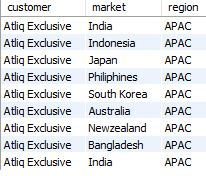 customer market region
Atliq Exclusive India APAC
Atliq Exclusive Indonesia APAC
Atliq Exclusive Japan APAC
Atliq Exclusive Philiphines APAC
Atliq Exclusive South Korea APAC
Atliq Exclusive Australia APAC
Atliq Exclusive Newzealand APAC
Atliq Exclusive Bangladesh APAC
Atliq Exclusive India APAC